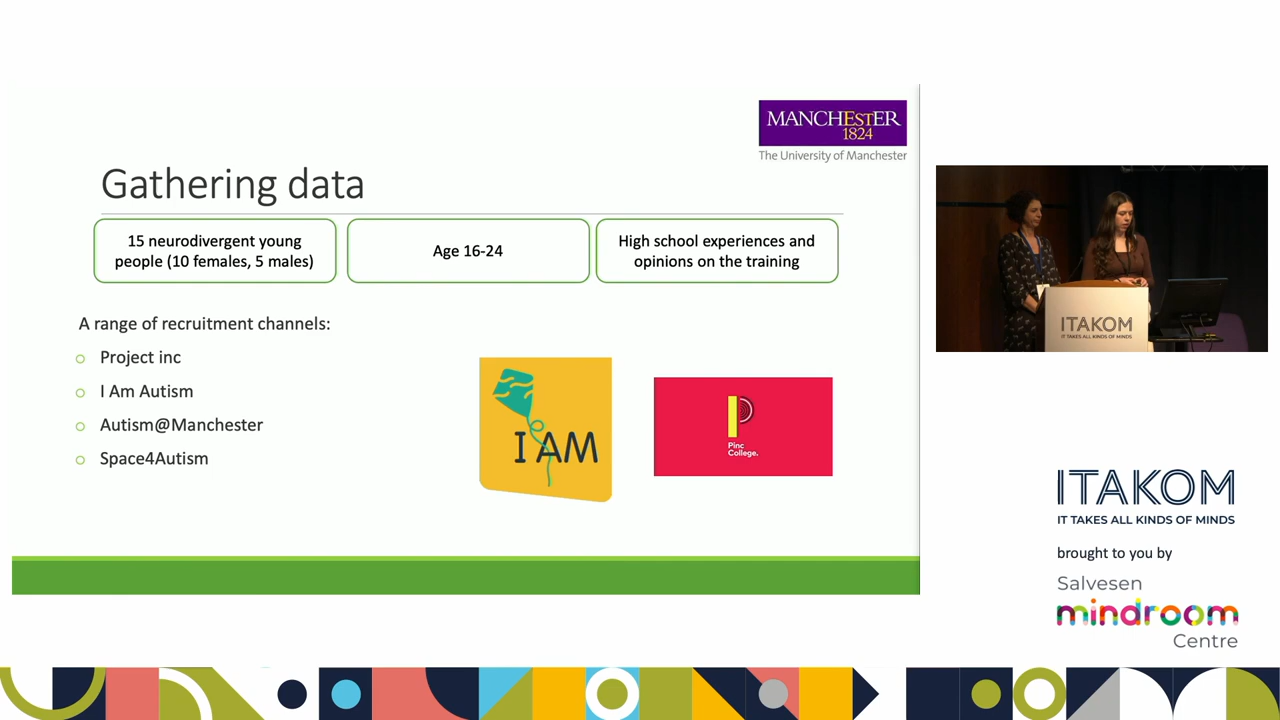 MANCHESTER
1824
The University of Manchester
Gathering data
15 neurodivergent young
people (10 females, 5 males)
Age 16-24
High school experiences and
opinions on the training
A range of recruitment channels:
Project inc
I Am Autism
Autism@Manchester
Space4Autism
I AM
Pinc
College.
ITAKOM
IT TAKES ALL KINDS OF MINDS
ITAKOM
IT TAKES ALL KINDS OF MINDS
brought to you by
Salvesen
mindroom
Centre